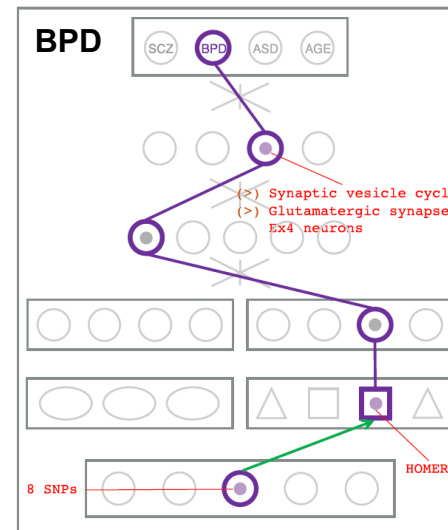 BPD
SCZ BPD ASD AGE
(>) Synaptic vesicle cycl
(>) Glutamatergic synapse
Ex4 neurons
HOMER
8 SNPs